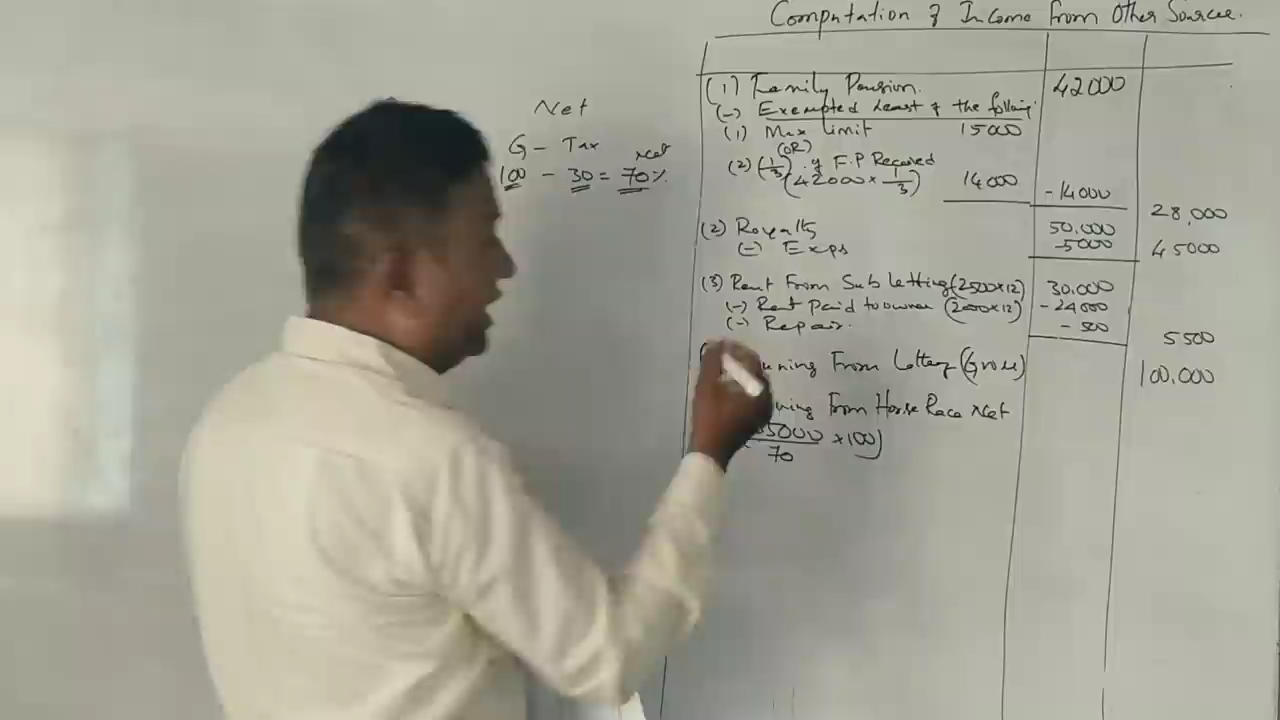 Computation of Income from Other Sources.
Net
G - Tax Net
100 - 30 = 70%
(1) Family Pension. 42000
(-) Exempted Least of the following
(1) Max limit 15000
(OR)
(2) (1/3) of F.P Received
(42000 x 1/3) 14000 -14000 28,000
(2) Royalty 50,000
(-) Exps -5000 45000
(3) Rent From Sub letting (2500x12) 30.000
(-) Rent Paid to owner (2000x12) -24000
(-) Repair. -500 5500
From Lottery (Gross) 100,000
From Horse Race Net
5000/70 x 100)